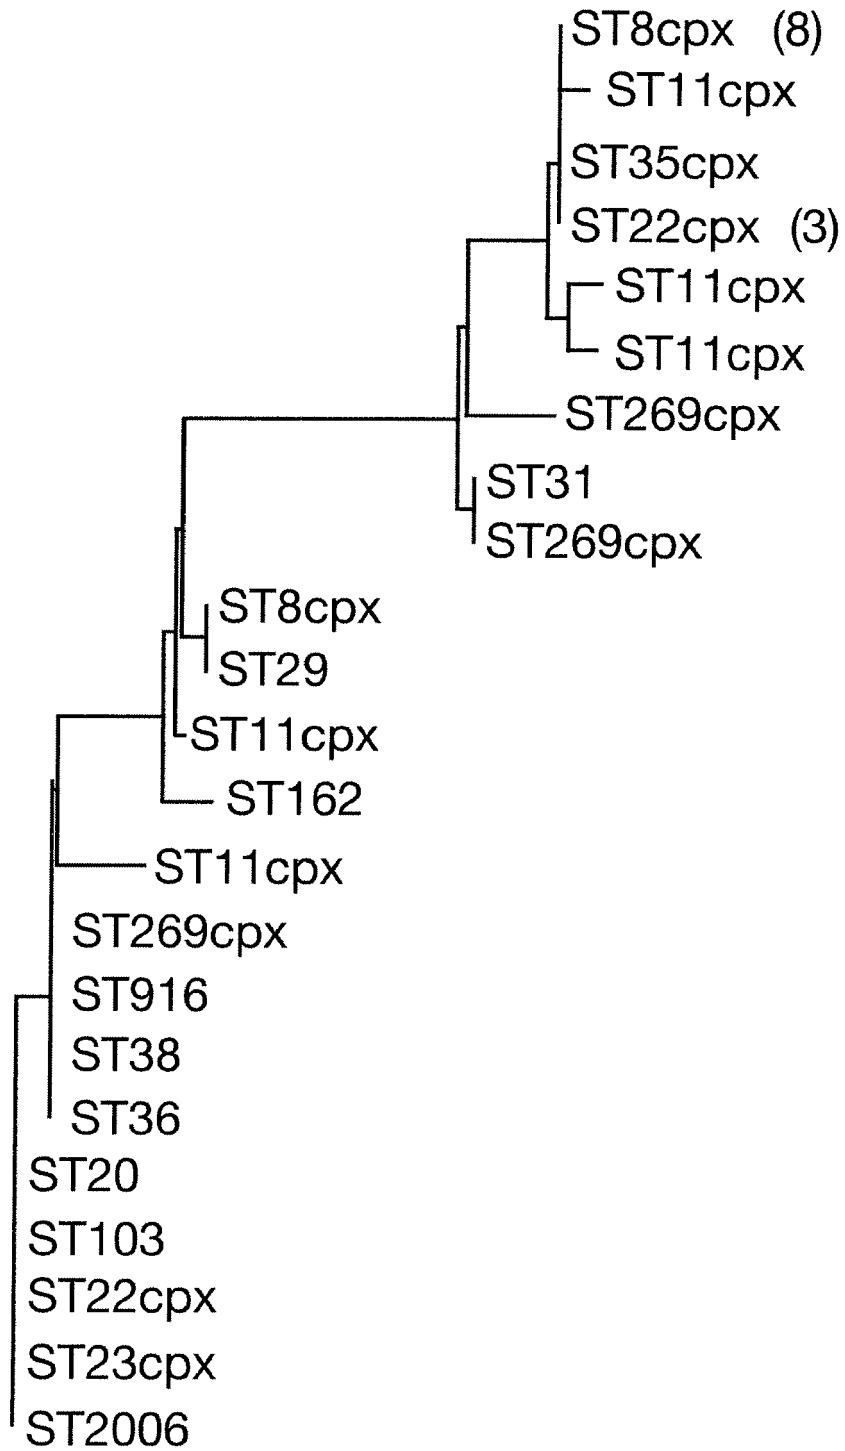 ST8cpx (8)
ST11cpx
ST35cpx
ST22cpx (3)
ST11cpx
ST11cpx
ST269cpx
ST31
ST269cpx
ST8cpx
ST29
ST11cpx
ST162
ST11cpx
ST269cpx
ST916
ST38
ST36
ST20
ST103
ST22cpx
ST23cpx
ST2006